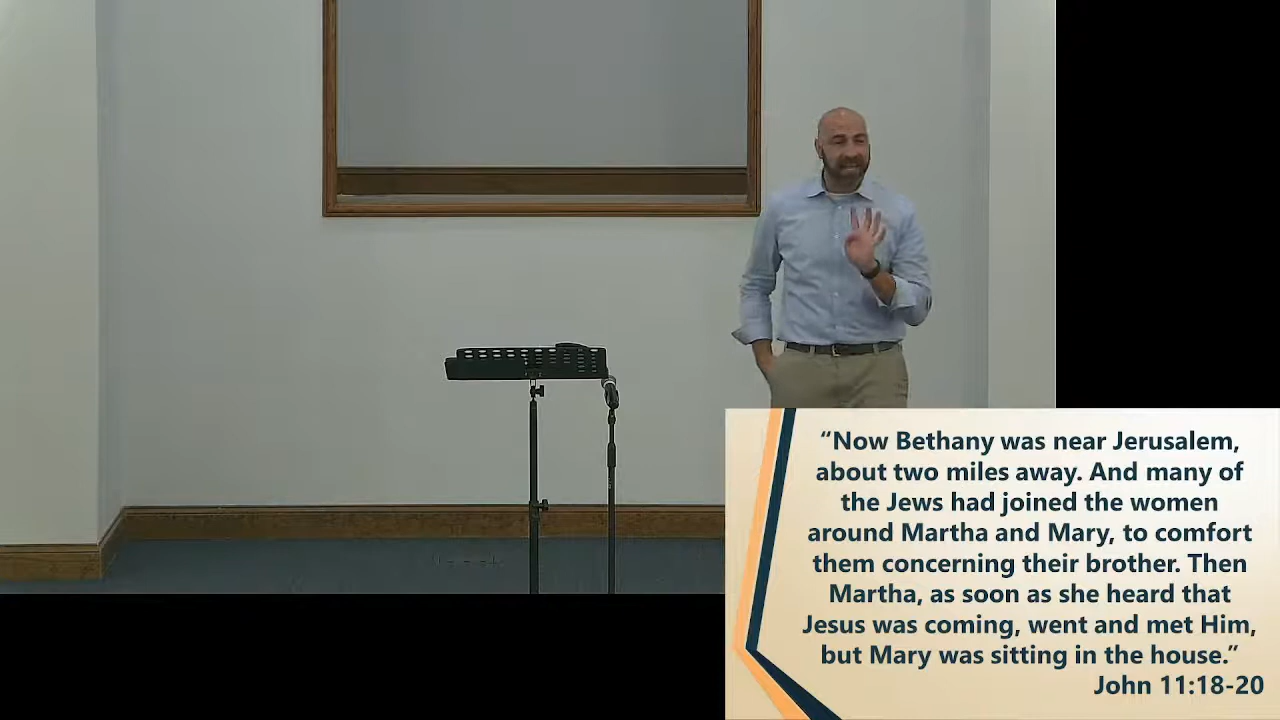 “Now Bethany was near Jerusalem,
about two miles away. And many of
the Jews had joined the women
around Martha and Mary, to comfort
them concerning their brother. Then
Martha, as soon as she heard that
Jesus was coming, went and met Him,
but Mary was sitting in the house.”
John 11:18-20